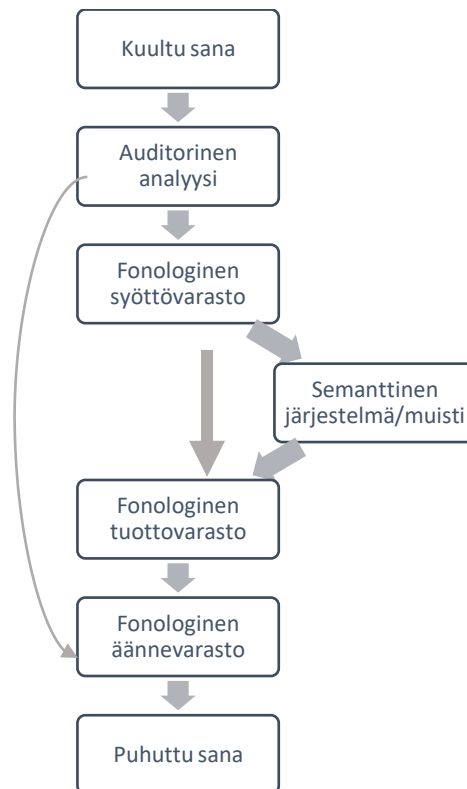 Kuultu sana
Auditorinen
analyysi
Fonologinen
syöttövarasto
Semanttinen
järjestelmä/muisti
Fonologinen
tuottovarasto
Fonologinen
äännevarasto
Puhuttu sana